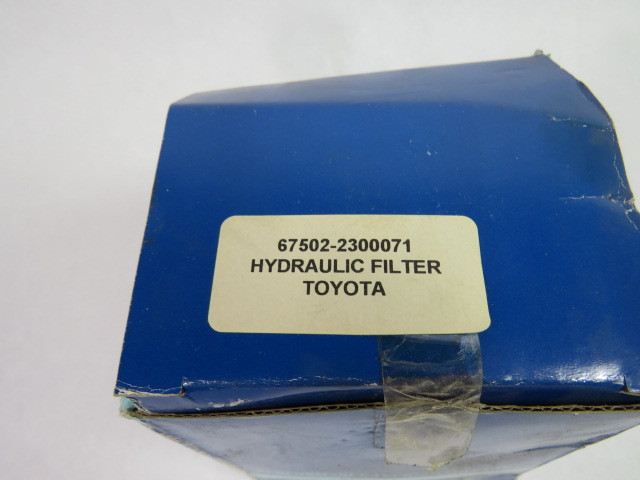 67502-2300071
HYDRAULIC FILTER
TOYOTA